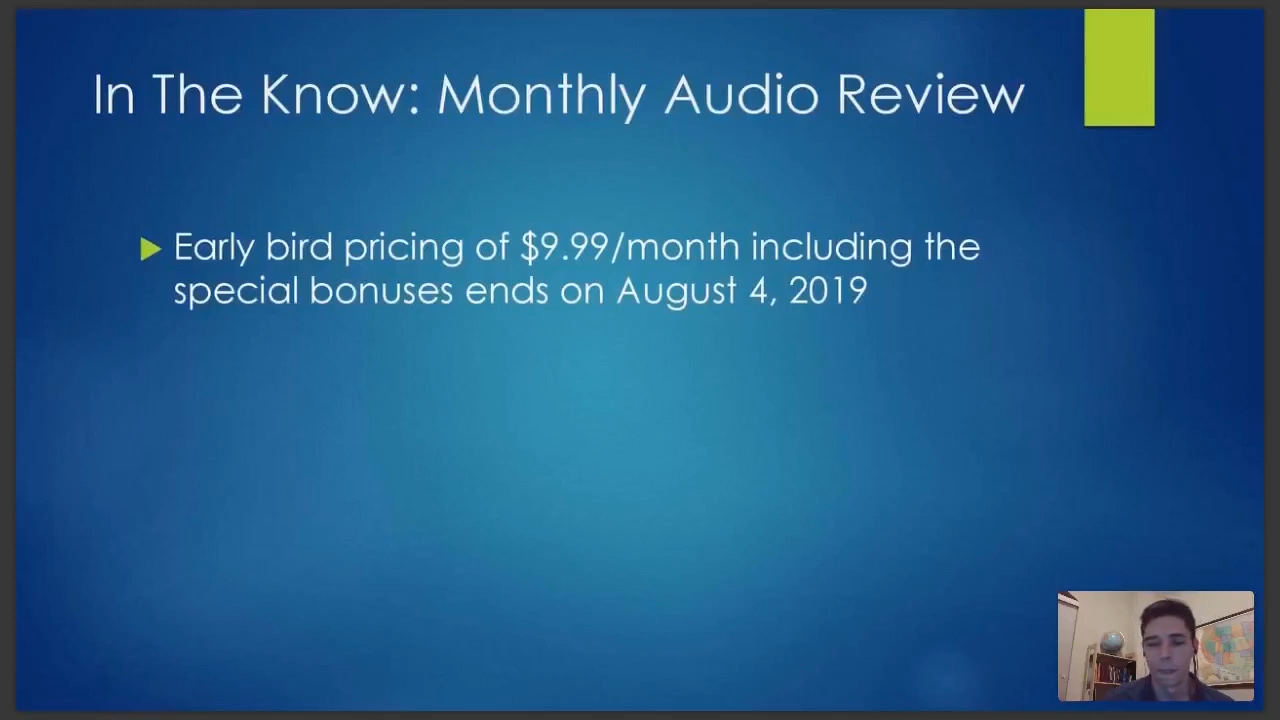 In The Know: Monthly Audio Review
Early bird pricing of $9.99/month including the
special bonuses ends on August 4, 2019